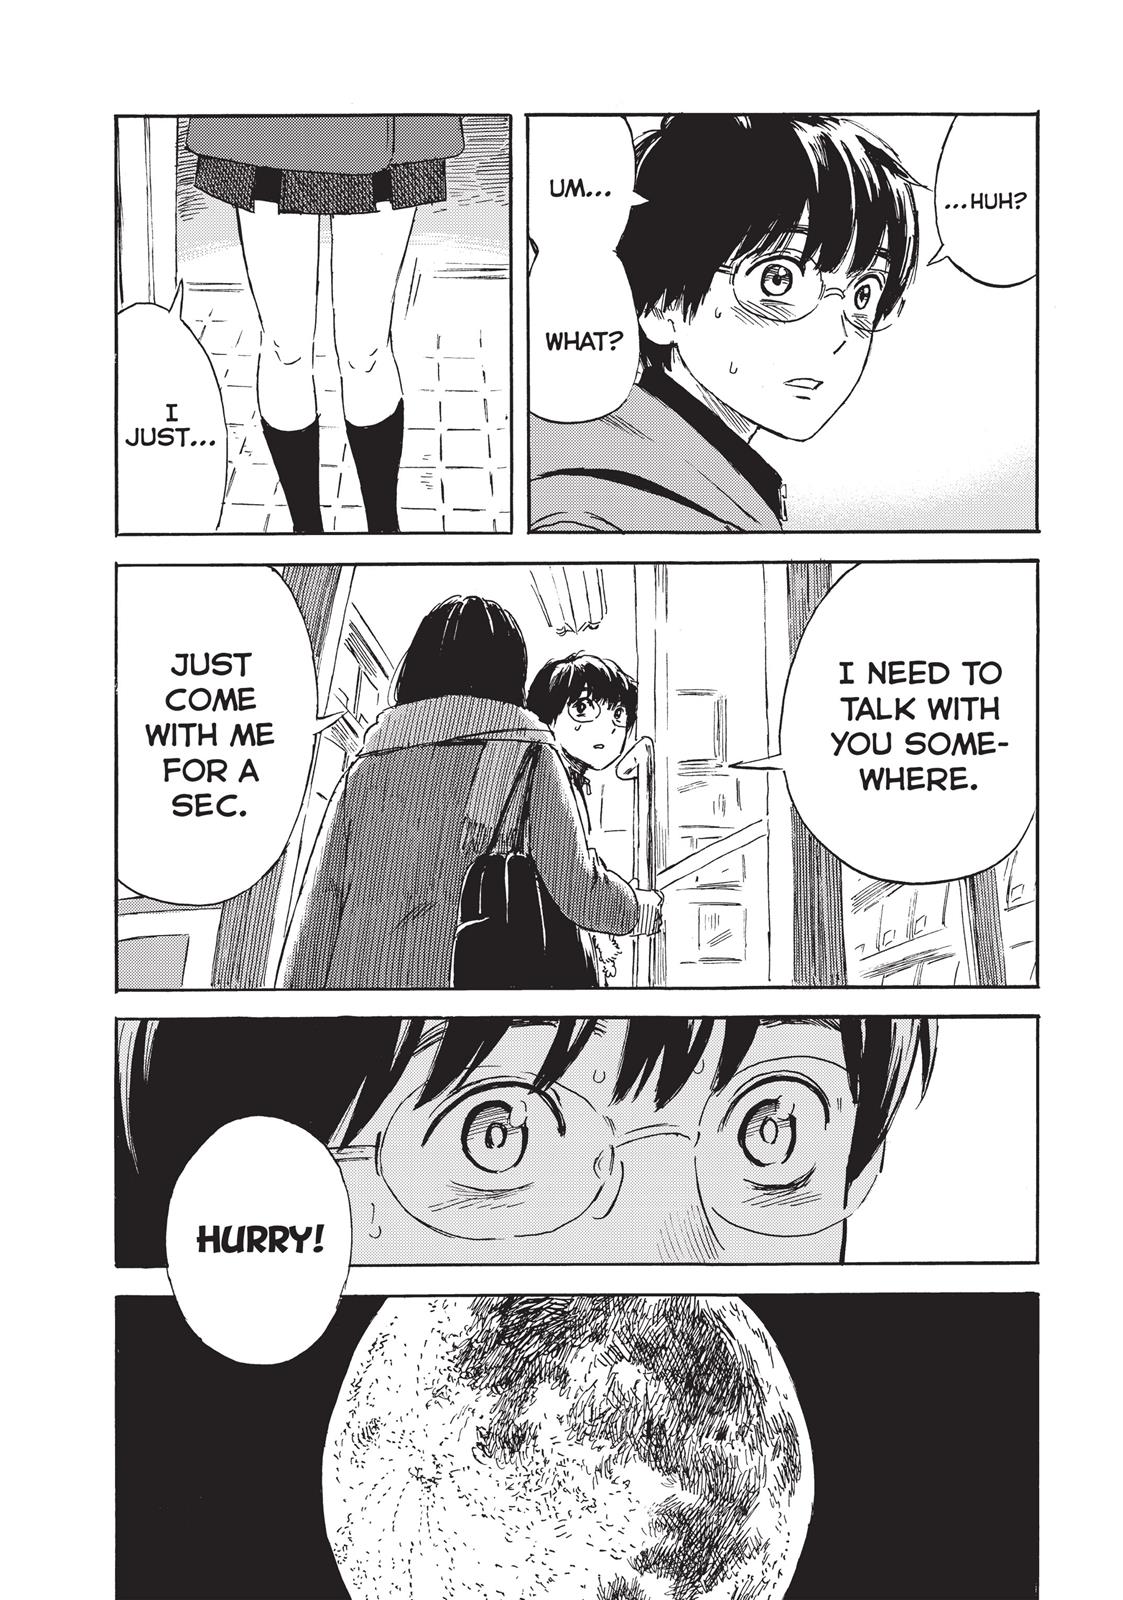 ...HUH?
UM...
WHAT?
I
JUST...
I NEED TO
TALK WITH
YOU SOME-
WHERE.
JUST
COME
WITH ME
FOR A
SEC.
HURRY!